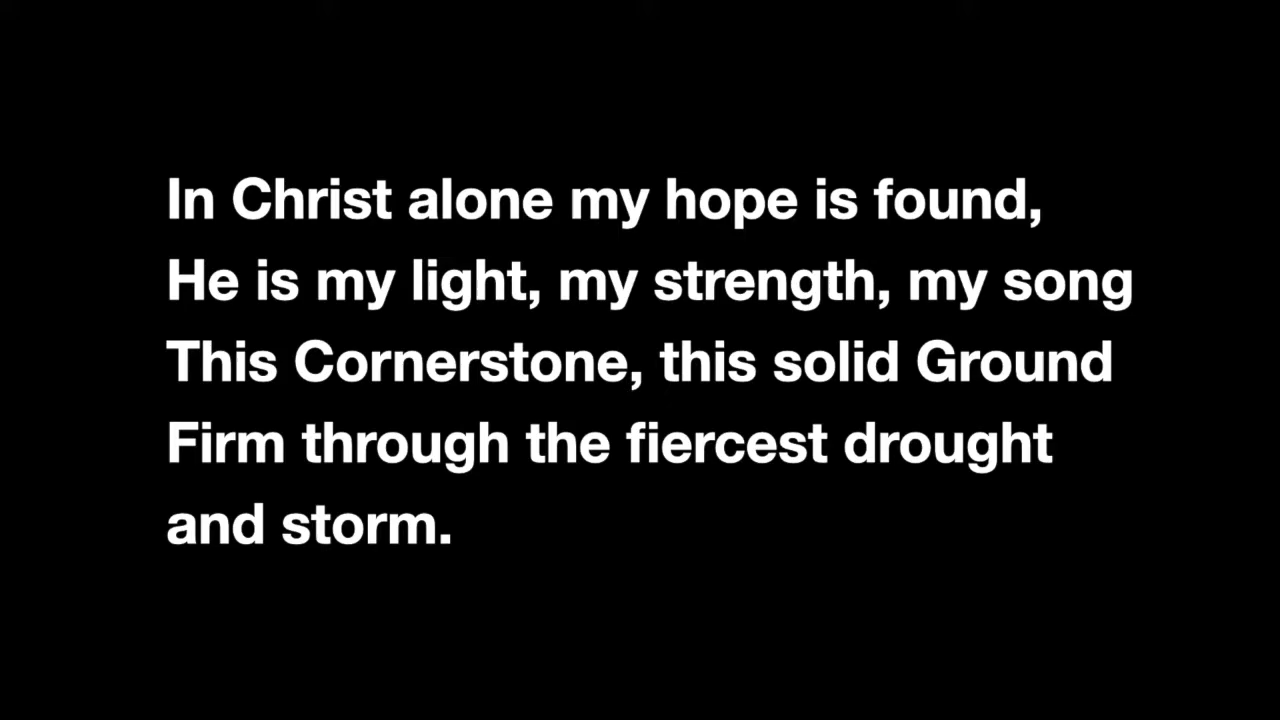 In Christ alone my hope is found,
He is my light, my strength, my song
This Cornerstone, this solid Ground
Firm through the fiercest drought
and storm.